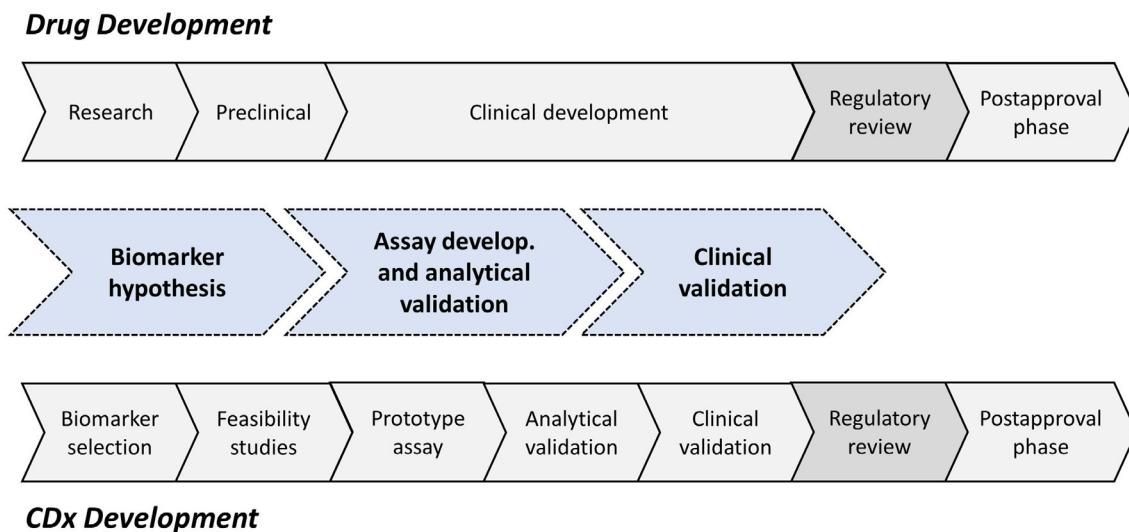 Drug Development
Research
Preclinical
Clinical development
Regulatory
review
Postapproval
phase
Biomarker
hypothesis
Assay develop.
and analytical
validation
Clinical
validation
Biomarker
selection
Feasibility
studies
Prototype
assay
Analytical
validation
Clinical
validation
Regulatory
review
Postapproval
phase
CDx Development